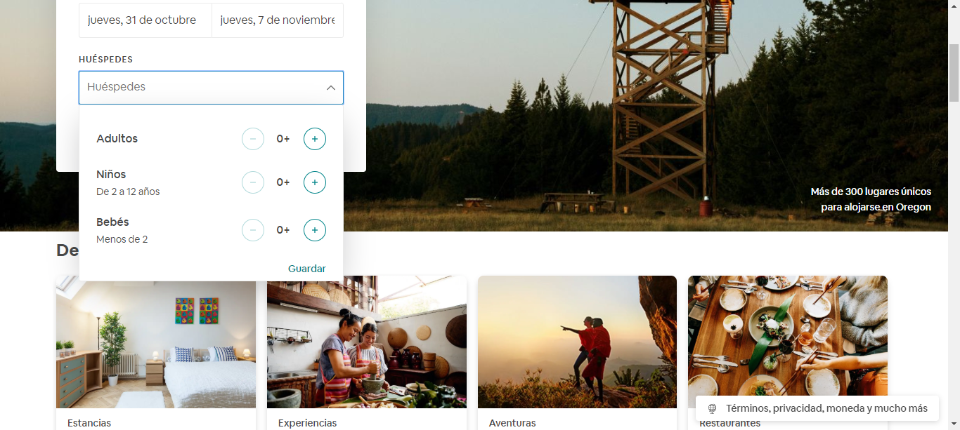 jueves, 31 de octubre
jueves, 7 de noviembre
HUÉSPEDES
Huéspedes
Adultos
0+
Niños
De 2 a 12 años
0+
Bebés
Menos de 2
0+
Guardar
Más de 300 lugares únicos
para alojarse en Oregon
De
Estancias
Experiencias
Aventuras
Restaurantes
Términos, privacidad, moneda y mucho más